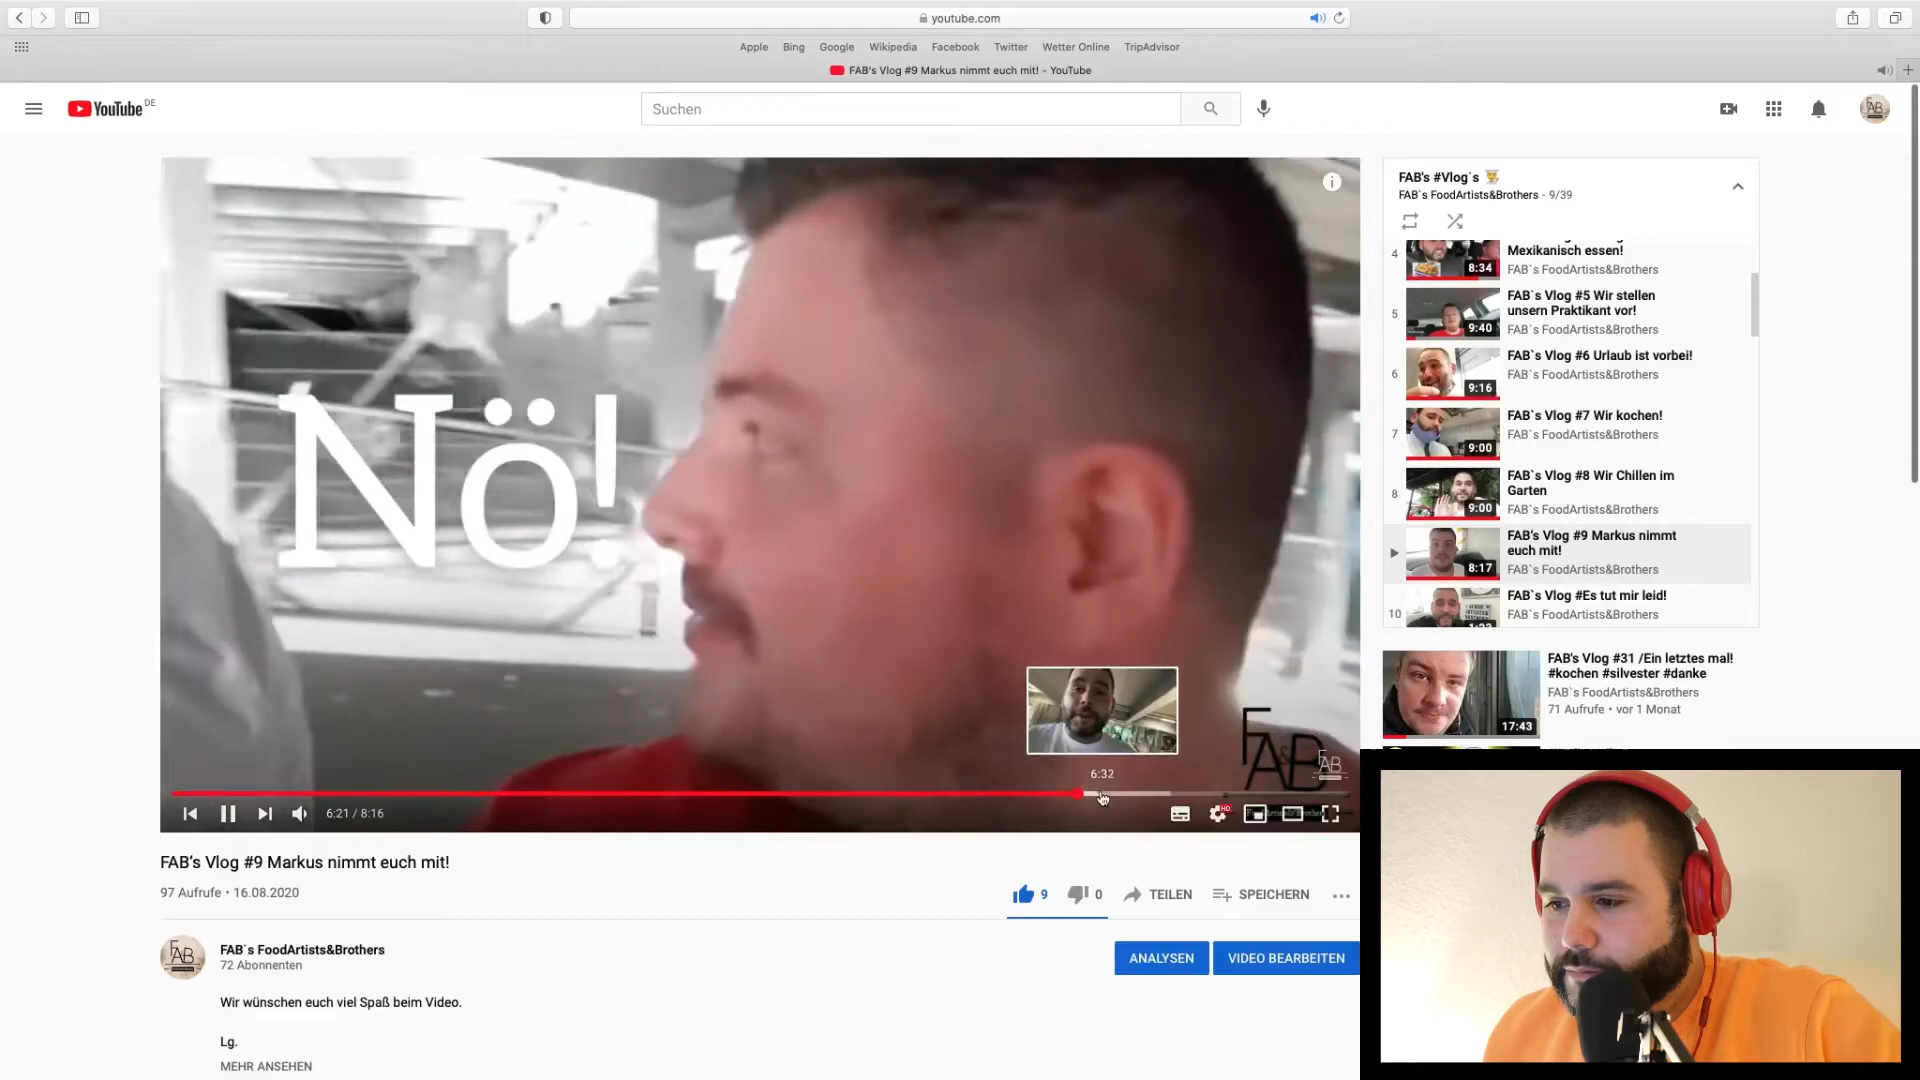 youtube.com
Apple Bing Google Wikipedia Facebook Twitter Wetter Online TripAdvisor
FAB's Vlog #9 Markus nimmt euch mit! - YouTube
YouTube DE
Suchen
FAB
Nö!
FAB
FAB
6:32
6:21 / 8:16
HD
FAB's #Vlog`s
FAB`s FoodArtists&Brothers - 9/39
4
Mexikanisch essen!
FAB`s FoodArtists&Brothers
8:34
5
FAB`s Vlog #5 Wir stellen
unsern Praktikant vor!
FAB`s FoodArtists&Brothers
9:40
6
FAB`s Vlog #6 Urlaub ist vorbei!
FAB`s FoodArtists&Brothers
9:16
7
FAB`s Vlog #7 Wir kochen!
FAB`s FoodArtists&Brothers
9:00
8
FAB`s Vlog #8 Wir Chillen im
Garten
FAB`s FoodArtists&Brothers
9:00
FAB‘s Vlog #9 Markus nimmt
euch mit!
FAB`s FoodArtists&Brothers
8:17
10
FAB`s Vlog #Es tut mir leid!
FAB`s FoodArtists&Brothers
FAB's Vlog #31 /Ein letztes mal!
#kochen #silvester #danke
FAB`s FoodArtists&Brothers
71 Aufrufe • vor 1 Monat
17:43
FAB‘s Vlog #9 Markus nimmt euch mit!
97 Aufrufe • 16.08.2020
9 0 TEILEN SPEICHERN
FAB
FAB`s FoodArtists&Brothers
72 Abonnenten
ANALYSEN VIDEO BEARBEITEN
Wir wünschen euch viel Spaß beim Video.
Lg.
MEHR ANSEHEN